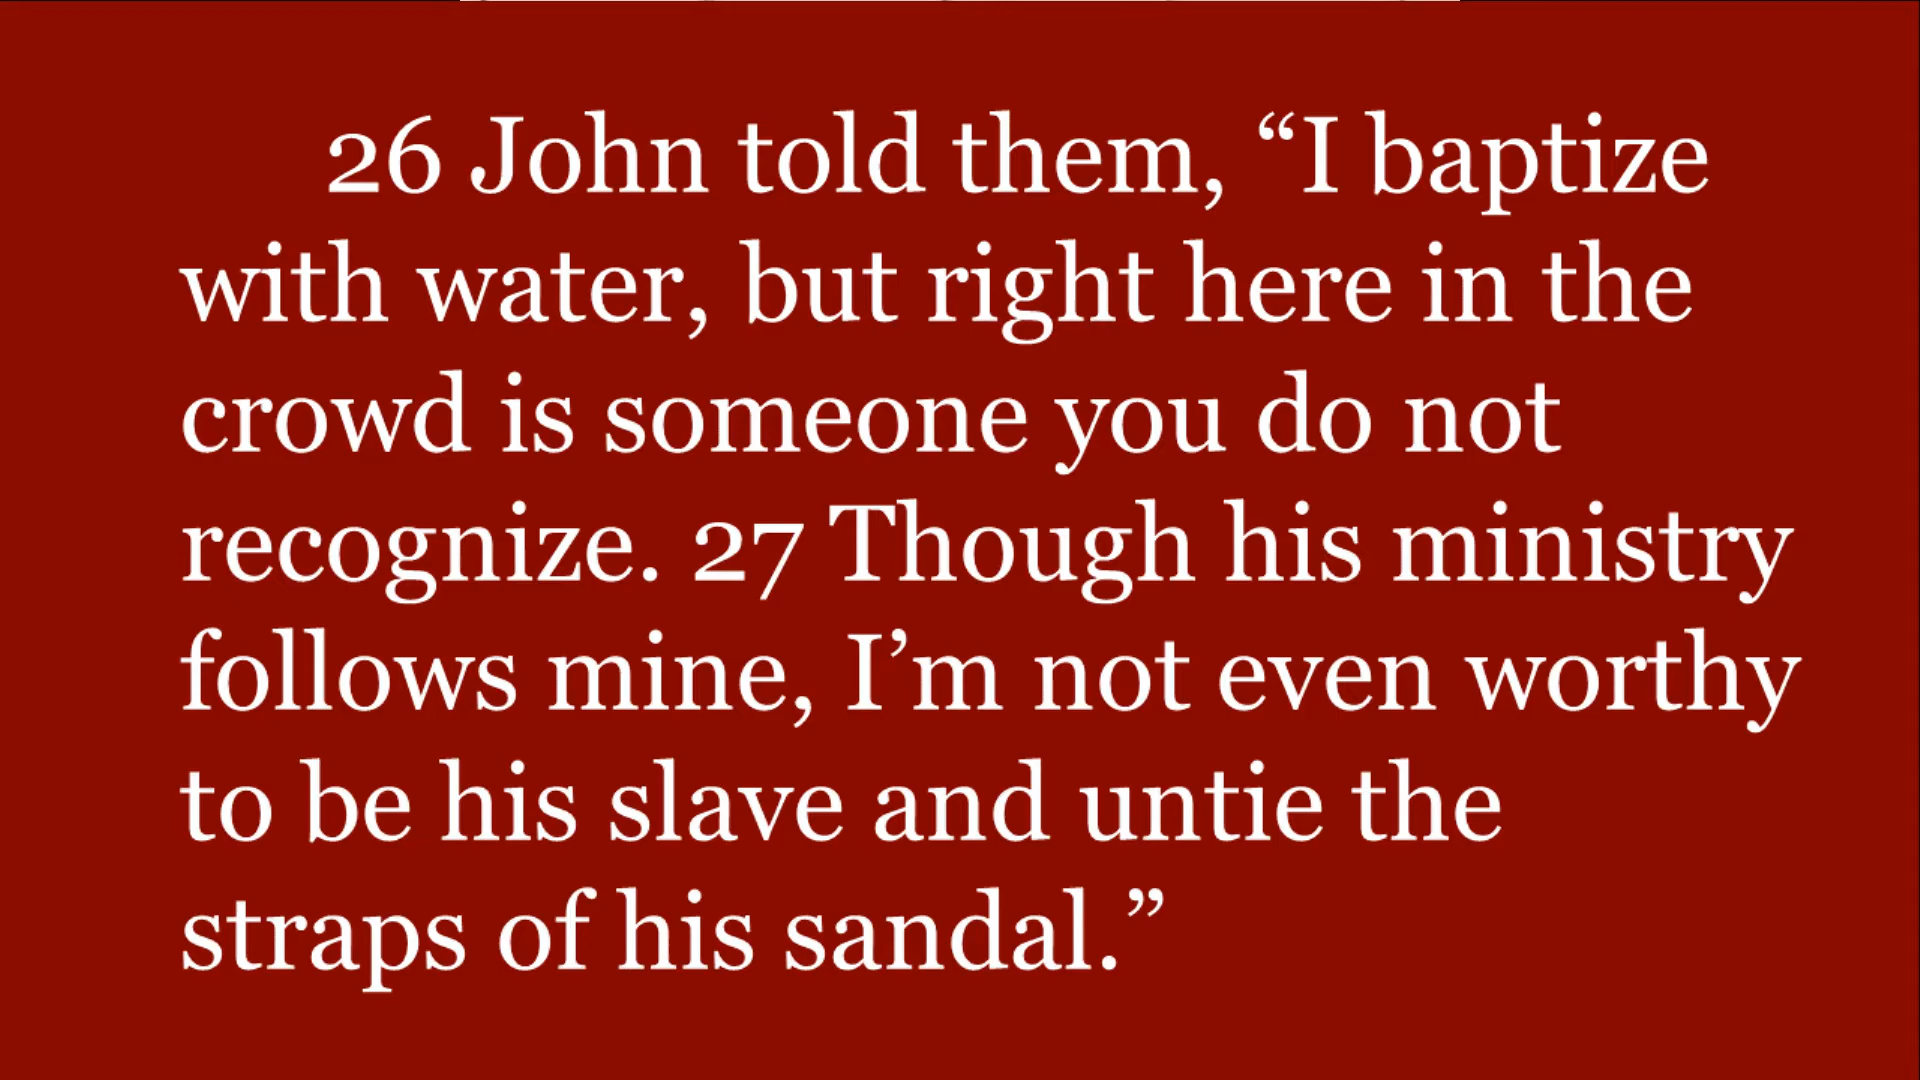 26 John told them, “I baptize
with water, but right here in the
crowd is someone you do not
recognize. 27 Though his ministry
follows mine, I’m not even worthy
to be his slave and untie the
straps of his sandal.”